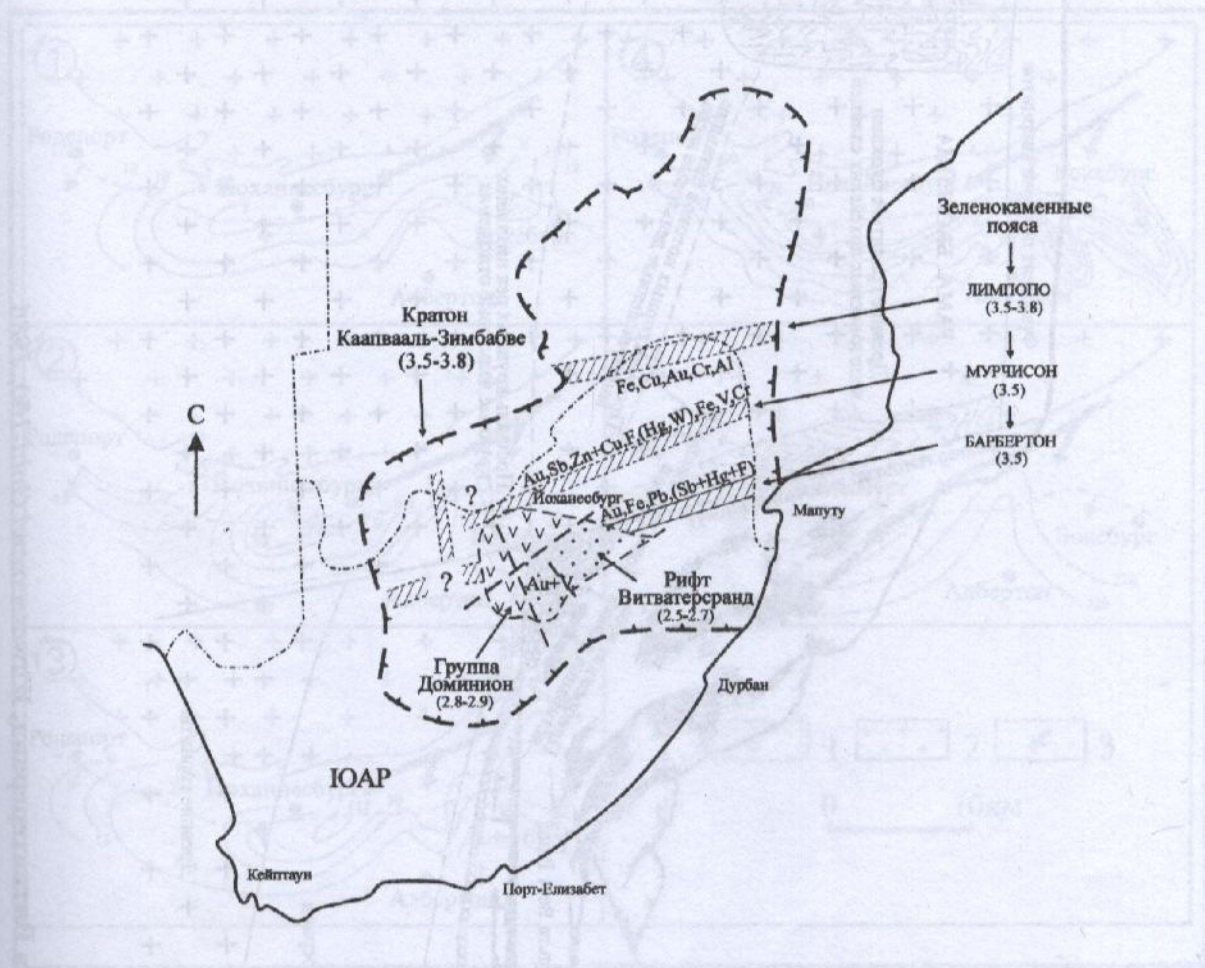 Зеленокаменные
пояса
ЛИМПОПО
(3.5-3.8)
МУРЧИСОН
(3.5)
БАРБЕРТОН
(3.5)
Кратон
Каапвааль-Зимбабве
(3.5-3.8)
С
Fe,Cu,Au,Cr,Al
Au,Sb,Zn+Cu,F,(Hg,W),Fe,V,Cr
?
Йоханесбург
Au,Fe,Pb,(Sb+Hg+F)
Мапуту
?
Au+V
Рифт
Витватерсранд
(2.5-2.7)
Группа
Доминион
(2.8-2.9)
Дурбан
ЮАР
Кейптаун
Порт-Елизабет